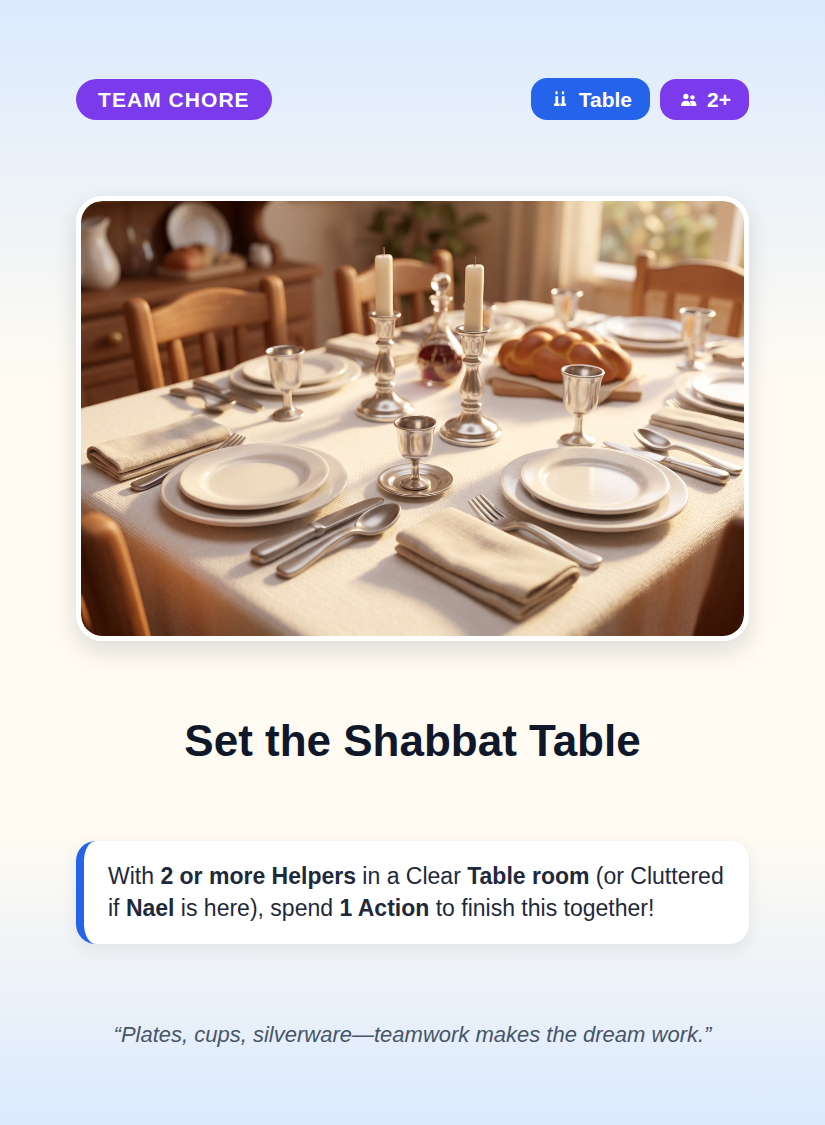 TEAM CHORE
Table
2+
Set the Shabbat Table
With 2 or more Helpers in a Clear Table room (or Cluttered
if Nael is here), spend 1 Action to finish this together!
“Plates, cups, silverware—teamwork makes the dream work.”